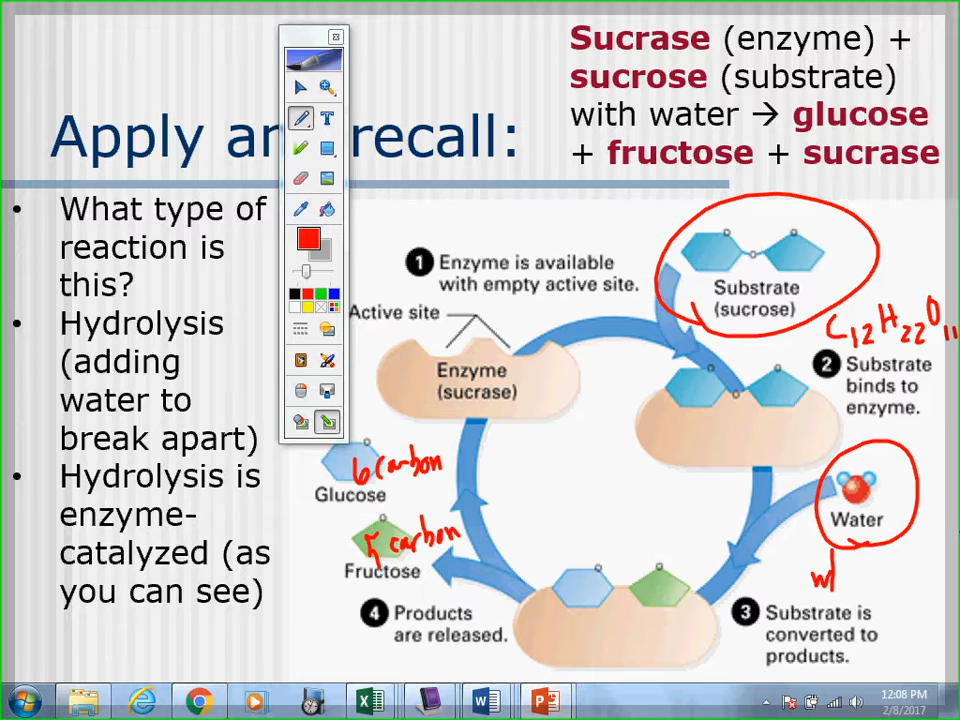 Sucrase (enzyme) +
sucrose (substrate)
with water → glucose
+ fructose + sucrase
Apply an recall:
• What type of
reaction is
this?
• Hydrolysis
(adding
water to
break apart)
• Hydrolysis is
enzyme-
catalyzed (as
you can see)
1 Enzyme is available
with empty active site.
Active site
Enzyme
(sucrase)
Substrate
(sucrose)
C12H22O11
2 Substrate
binds to
enzyme.
6 carbon
Glucose
5 carbon
Fructose
Water
w/
4 Products
are released.
3 Substrate is
converted to
products.
T
X
W
P
12:08 PM
2/8/2017